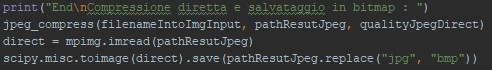 print("End\nCompressione diretta e salvataggio in bitmap : ")
jpeg_compress(filenameIntoImgInput, pathResutJpeg, qualityJpegDirect)
direct = mpimg.imread(pathResutJpeg)
scipy.misc.toimage(direct).save(pathResutJpeg.replace("jpg", "bmp"))